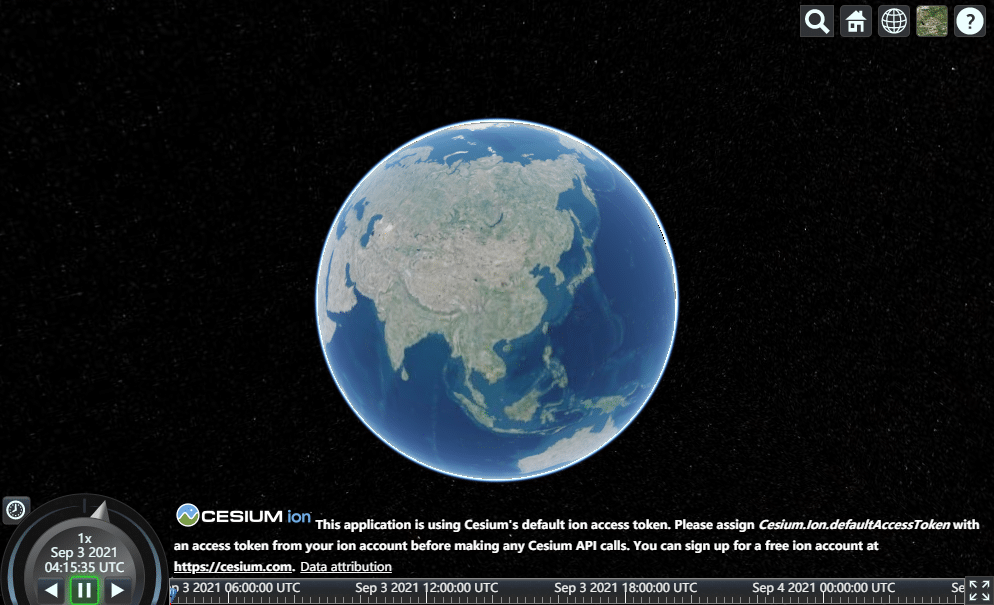 ?
CESIUM ion This application is using Cesium's default ion access token. Please assign Cesium.Ion.defaultAccessToken with
an access token from your ion account before making any Cesium API calls. You can sign up for a free ion account at
https://cesium.com. Data attribution
1x
Sep 3 2021
04:15:35 UTC
p 3 2021 06:00:00 UTC Sep 3 2021 12:00:00 UTC Sep 3 2021 18:00:00 UTC Sep 4 2021 00:00:00 UTC Se